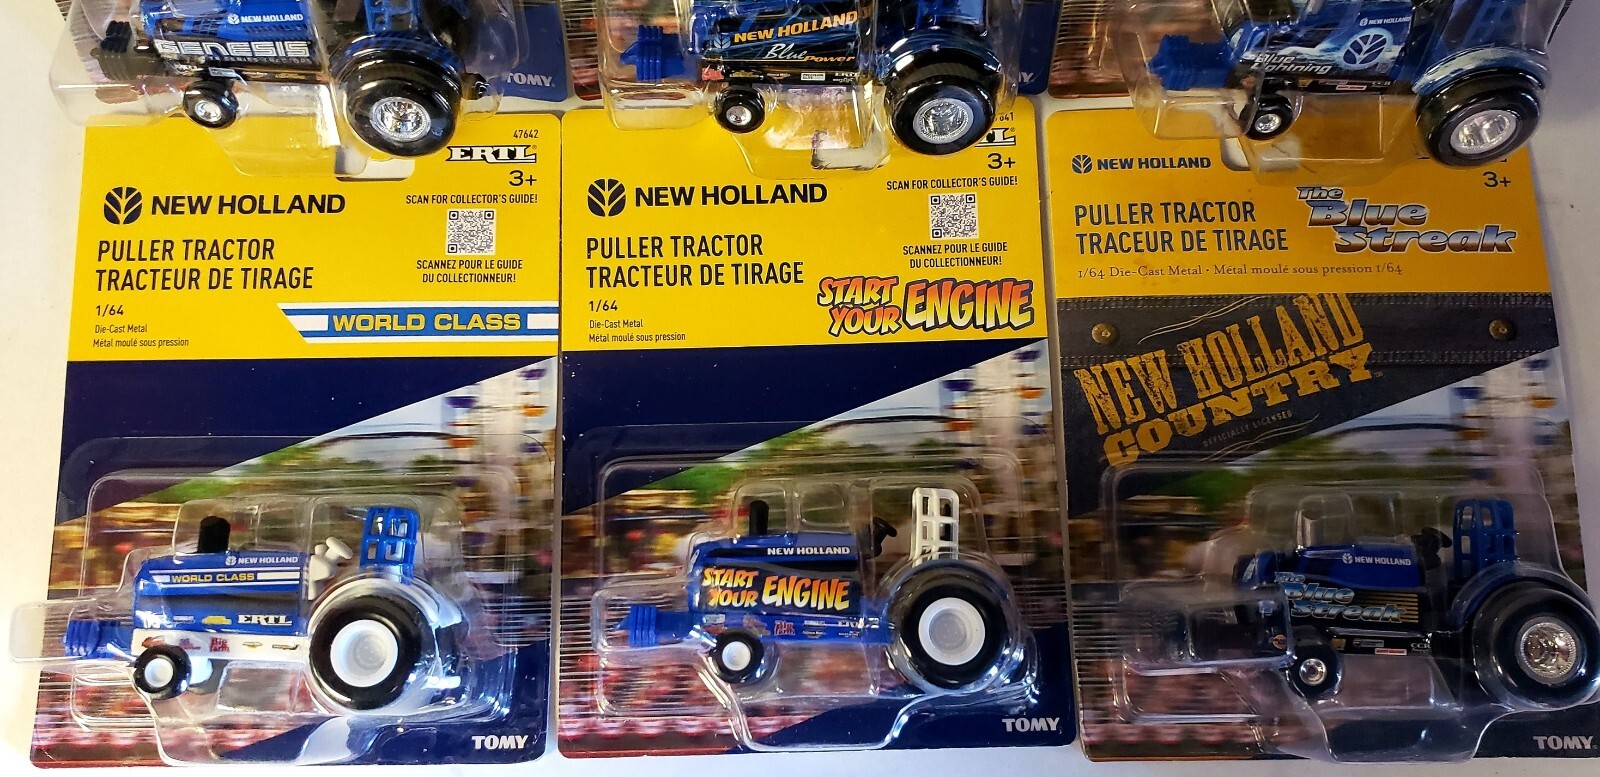 NEW HOLLAND
GENESIS
TOMY
NEW HOLLAND
Blue Power
ERTL
NEW HOLLAND
Blue
Lightning
47642
ERTL
3+
NEW HOLLAND
SCAN FOR COLLECTOR'S GUIDE!
PULLER TRACTOR
TRACTEUR DE TIRAGE
SCANNEZ POUR LE GUIDE
DU COLLECTIONNEUR!
1/64
Die-Cast Metal
Métal moulé sous pression
WORLD CLASS
NEW HOLLAND
WORLD CLASS
ERTL
TOMY
3+
NEW HOLLAND
SCAN FOR COLLECTOR'S GUIDE!
PULLER TRACTOR
TRACTEUR DE TIRAGE
SCANNEZ POUR LE GUIDE
DU COLLECTIONNEUR!
1/64
Die-Cast Metal
Métal moulé sous pression
START
YOUR ENGINE
NEW HOLLAND
START
YOUR ENGINE
TOMY
NEW HOLLAND
3+
PULLER TRACTOR
TRACEUR DE TIRAGE
The
Blue
Streak
1/64 Die-Cast Metal • Métal moulé sous pression 1/64
NEW HOLLAND
COUNTRY
OFFICIALLY LICENSED
NEW HOLLAND
The
Blue
Streak
CCR
TOMY